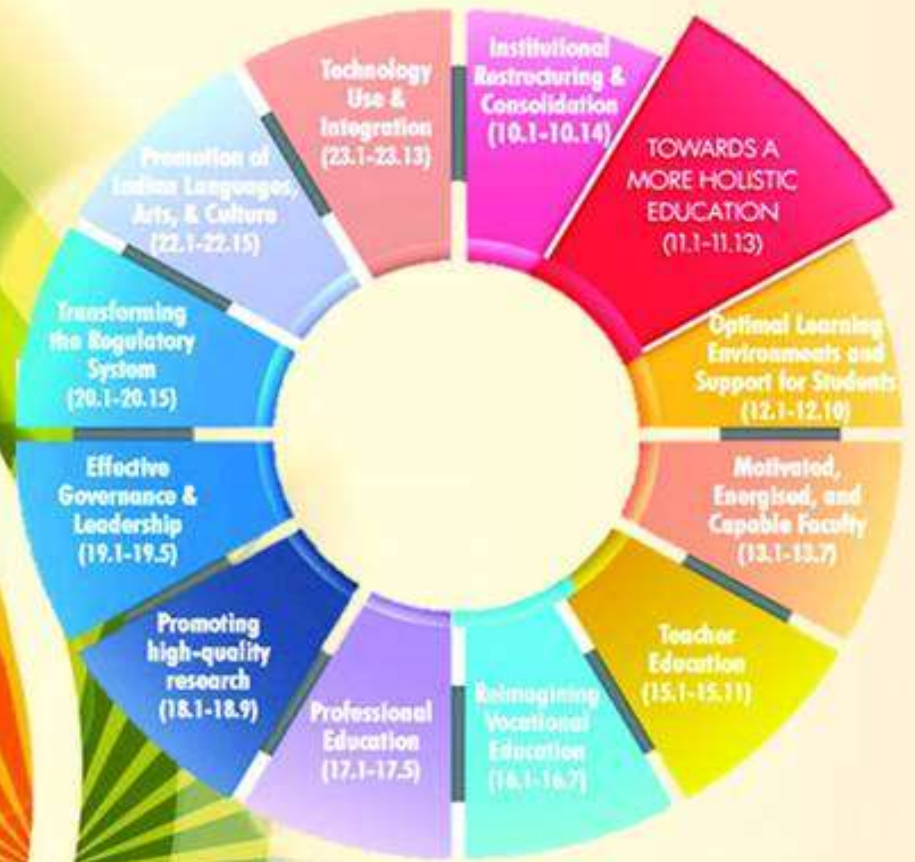 Institutional
Restructuring &
Consolidation
(10.1-10.14)
TOWARDS A
MORE HOLISTIC
EDUCATION
(11.1-11.13)
Optimal Learning
Environments and
Support for Students
(12.1-12.10)
Motivated,
Energised, and
Capable Faculty
(13.1-13.7)
Teacher
Education
(15.1-15.11)
Reimagining
Vocational
Education
(16.1-16.7)
Professional
Education
(17.1-17.5)
Promoting
high-quality
research
(18.1-18.9)
Effective
Governance &
Leadership
(19.1-19.5)
Transforming
the Regulatory
System
(20.1-20.15)
Promotion of
Indian Languages,
Arts, & Culture
(22.1-22.15)
Technology
Use &
Integration
(23.1-23.13)